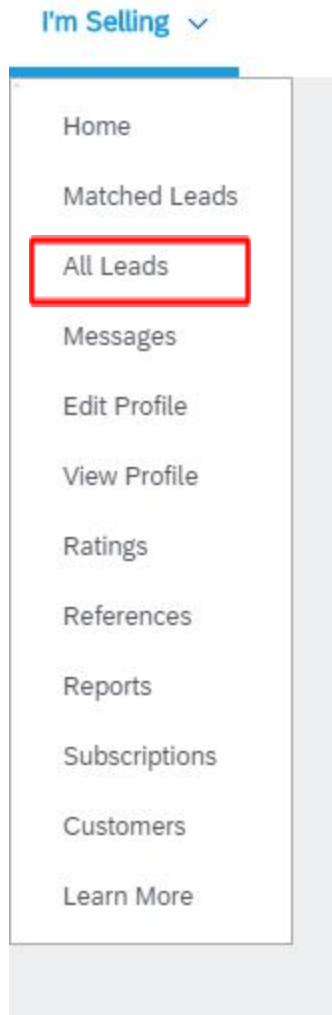 I'm Selling
Home
Matched Leads
All Leads
Messages
Edit Profile
View Profile
Ratings
References
Reports
Subscriptions
Customers
Learn More